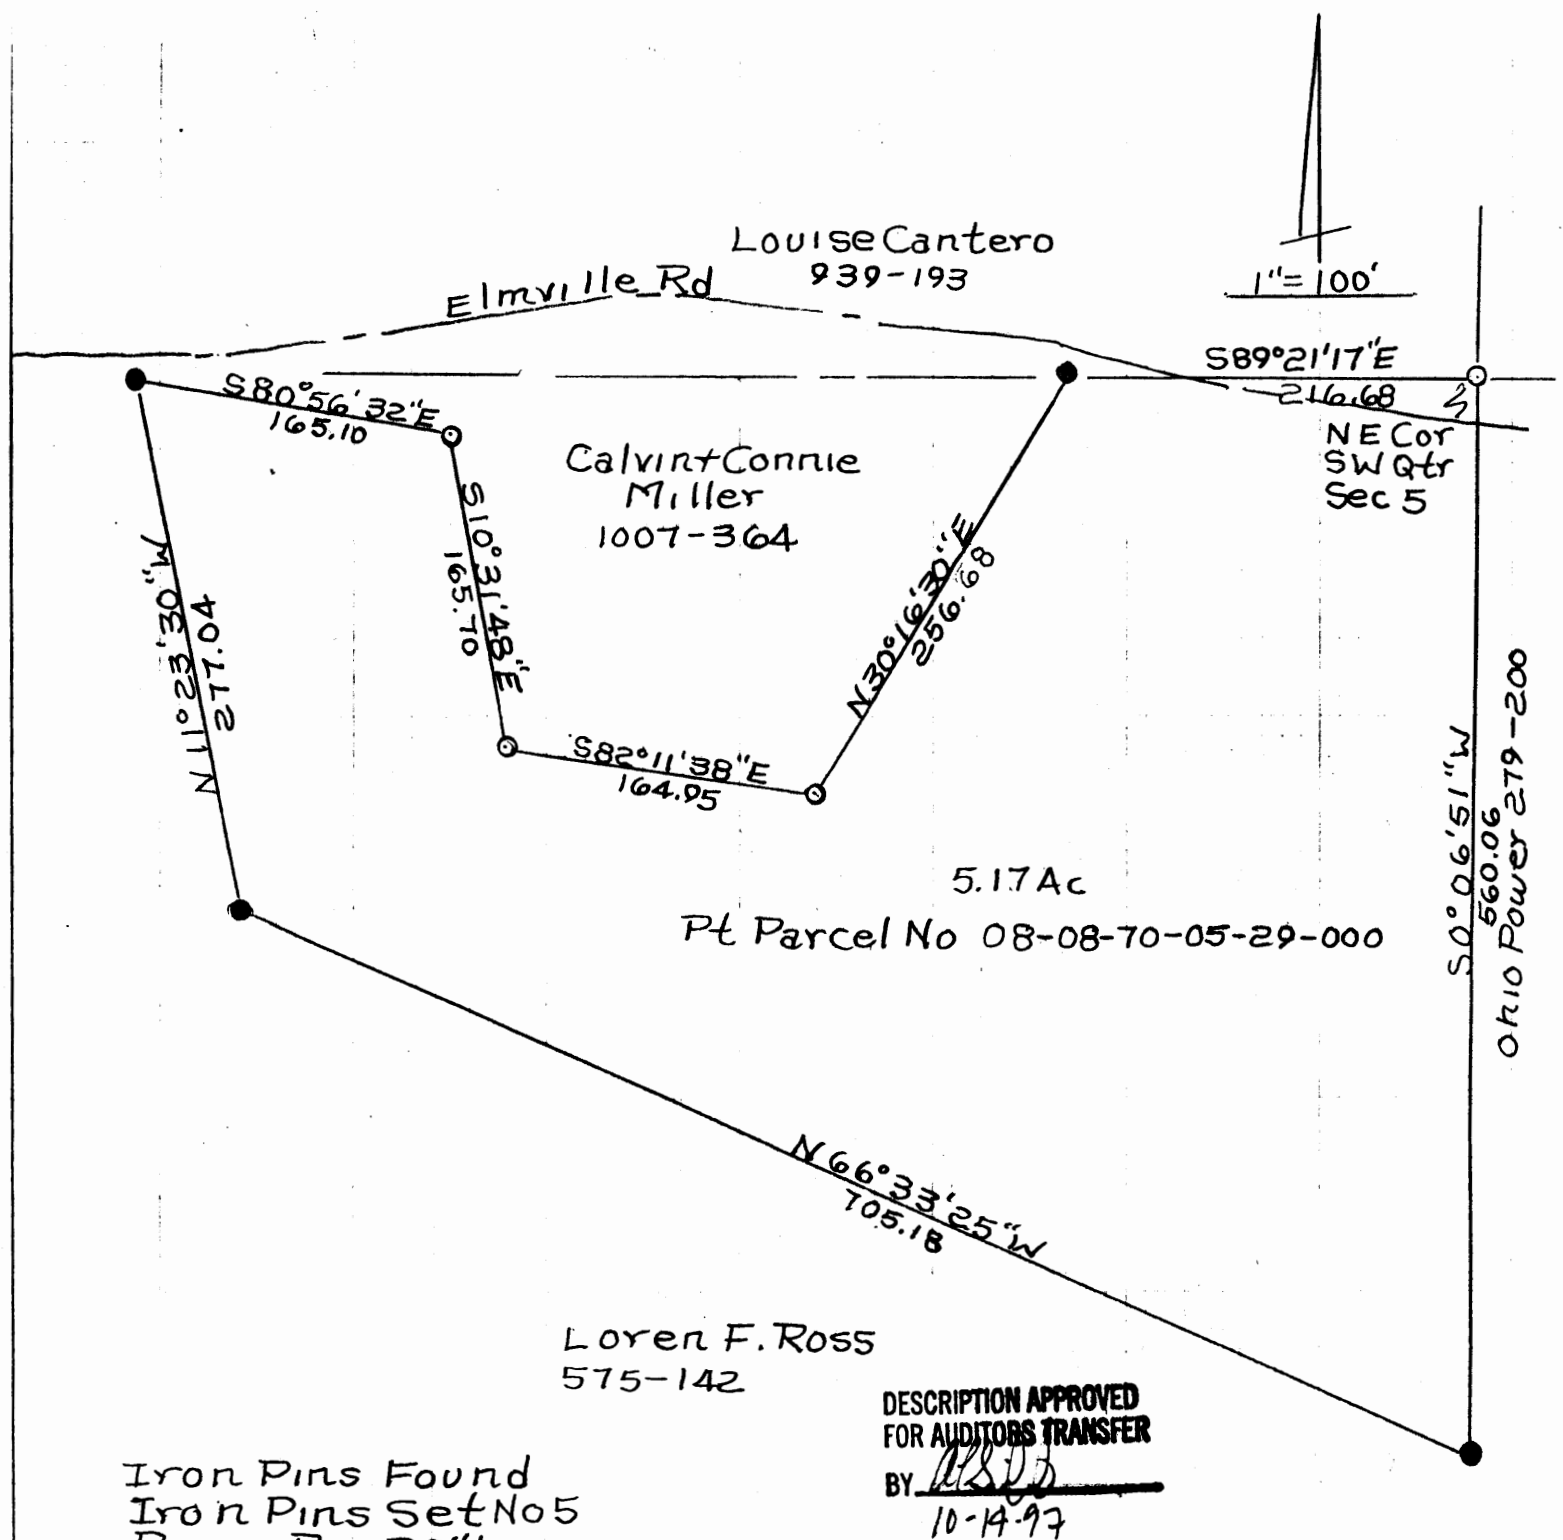 Louise Cantero
939-193
Elmville Rd
1"=100'
S89°21'17"E
216.68
NE Cor
SW Qtr
Sec 5
S80°56'32"E
165.10
Calvin+Connie
Miller
1007-364
S10°31'48"E
165.70
N30°16'30"E
256.68
N11°23'30"W
277.04
S82°11'38"E
164.95
S0°06'51"W
560.06
Ohio Power 279-200
5.17 Ac
Pt Parcel No 08-08-70-05-29-000
N66°33'25"W
705.18
Loren F. Ross
575-142
DESCRIPTION APPROVED
FOR AUDITORS TRANSFER
BY
10-14-97
Iron Pins Found
Iron Pins Set No 5